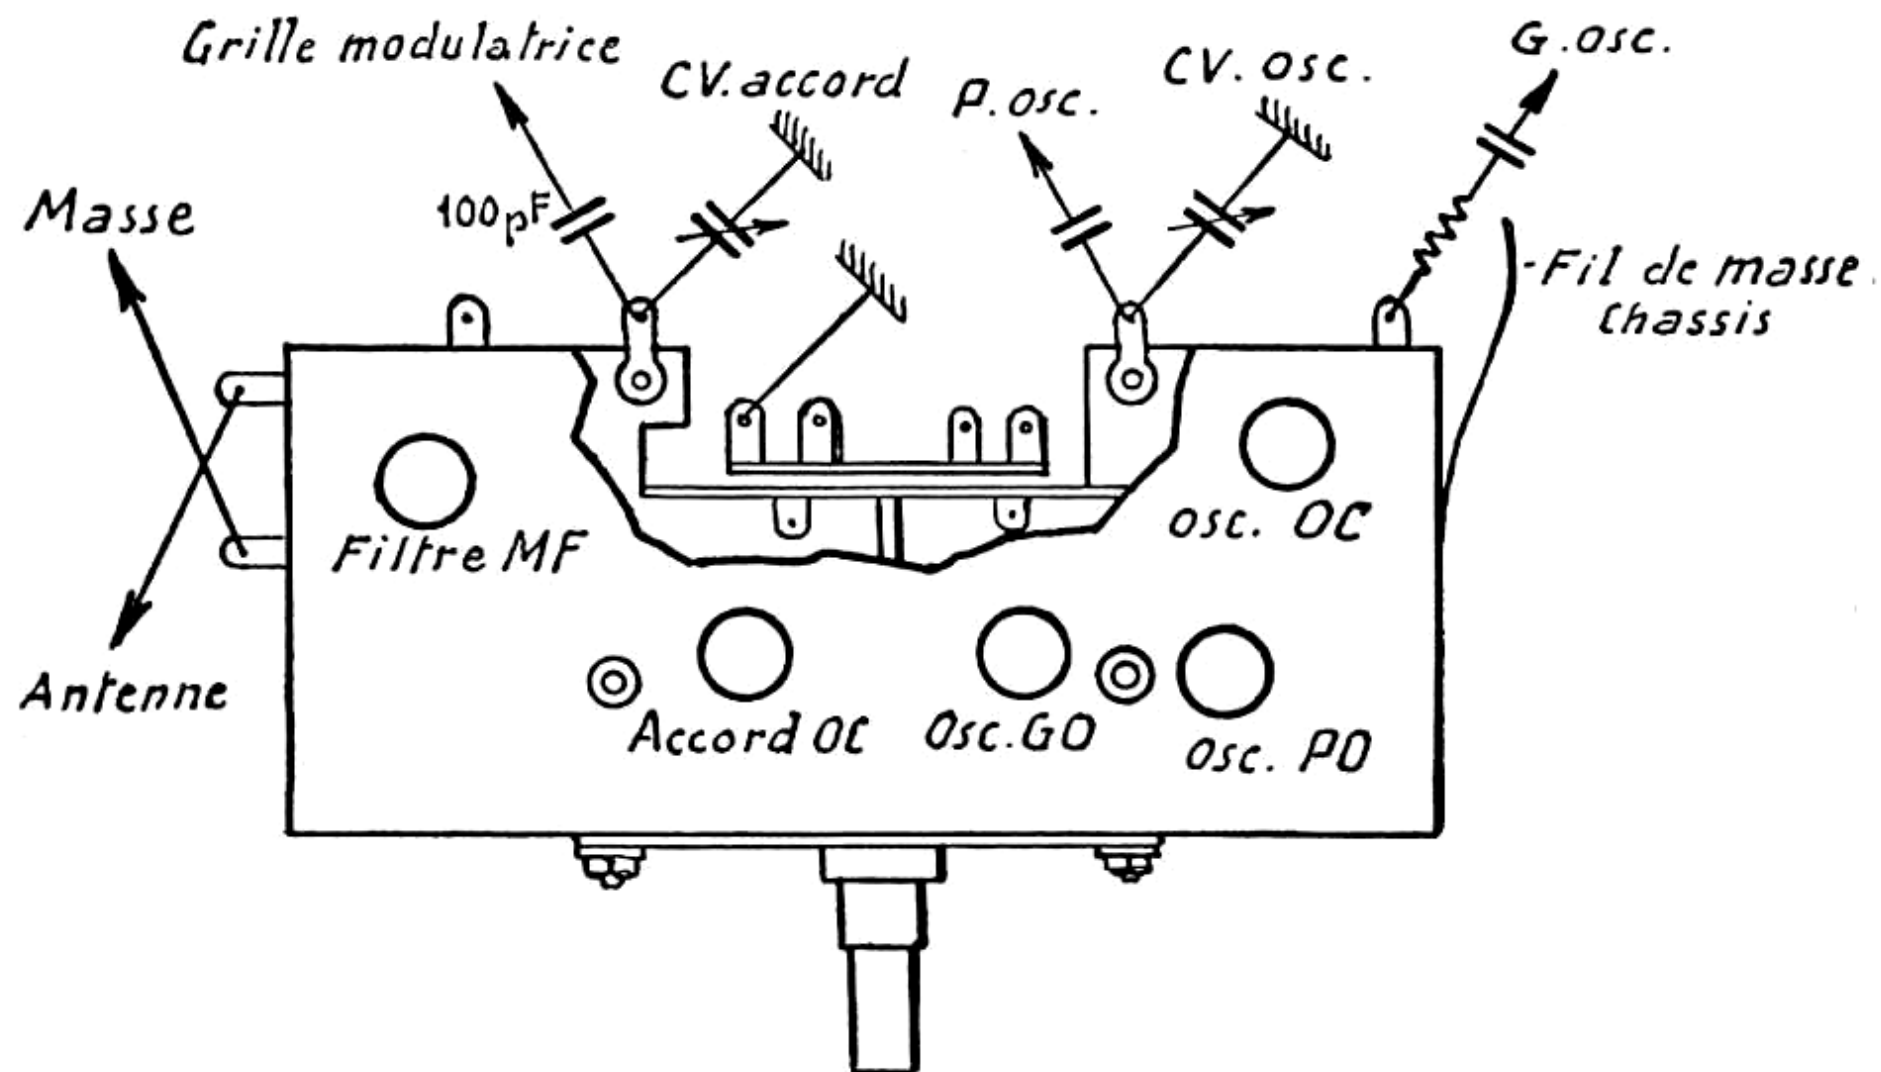 Grille modulatrice
CV. accord
P. osc.
CV. osc.
G. osc.
100pF
Masse
Fil de masse
chassis
Antenne
Filtre MF
osc. OC
Accord OC
Osc. GO
osc. PO